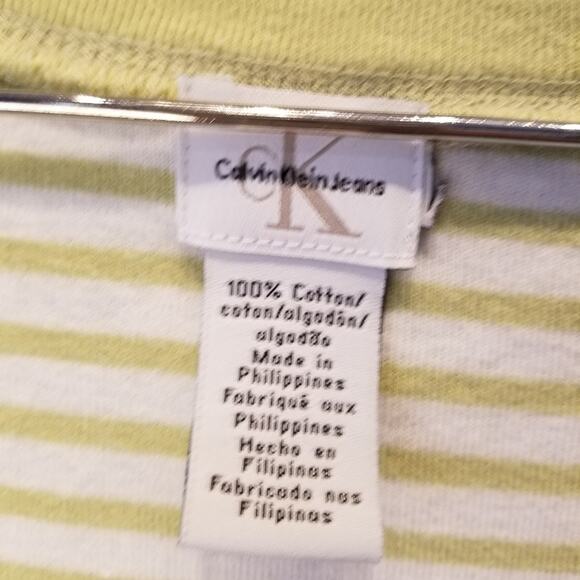 CK
Calvin Klein Jeans
100% Cotton/
coton/algodón/
algodão
Made in
Philippines
Fabriqué aux
Philippines
Hecho en
Filipinas
Fabricado nas
Filipinas